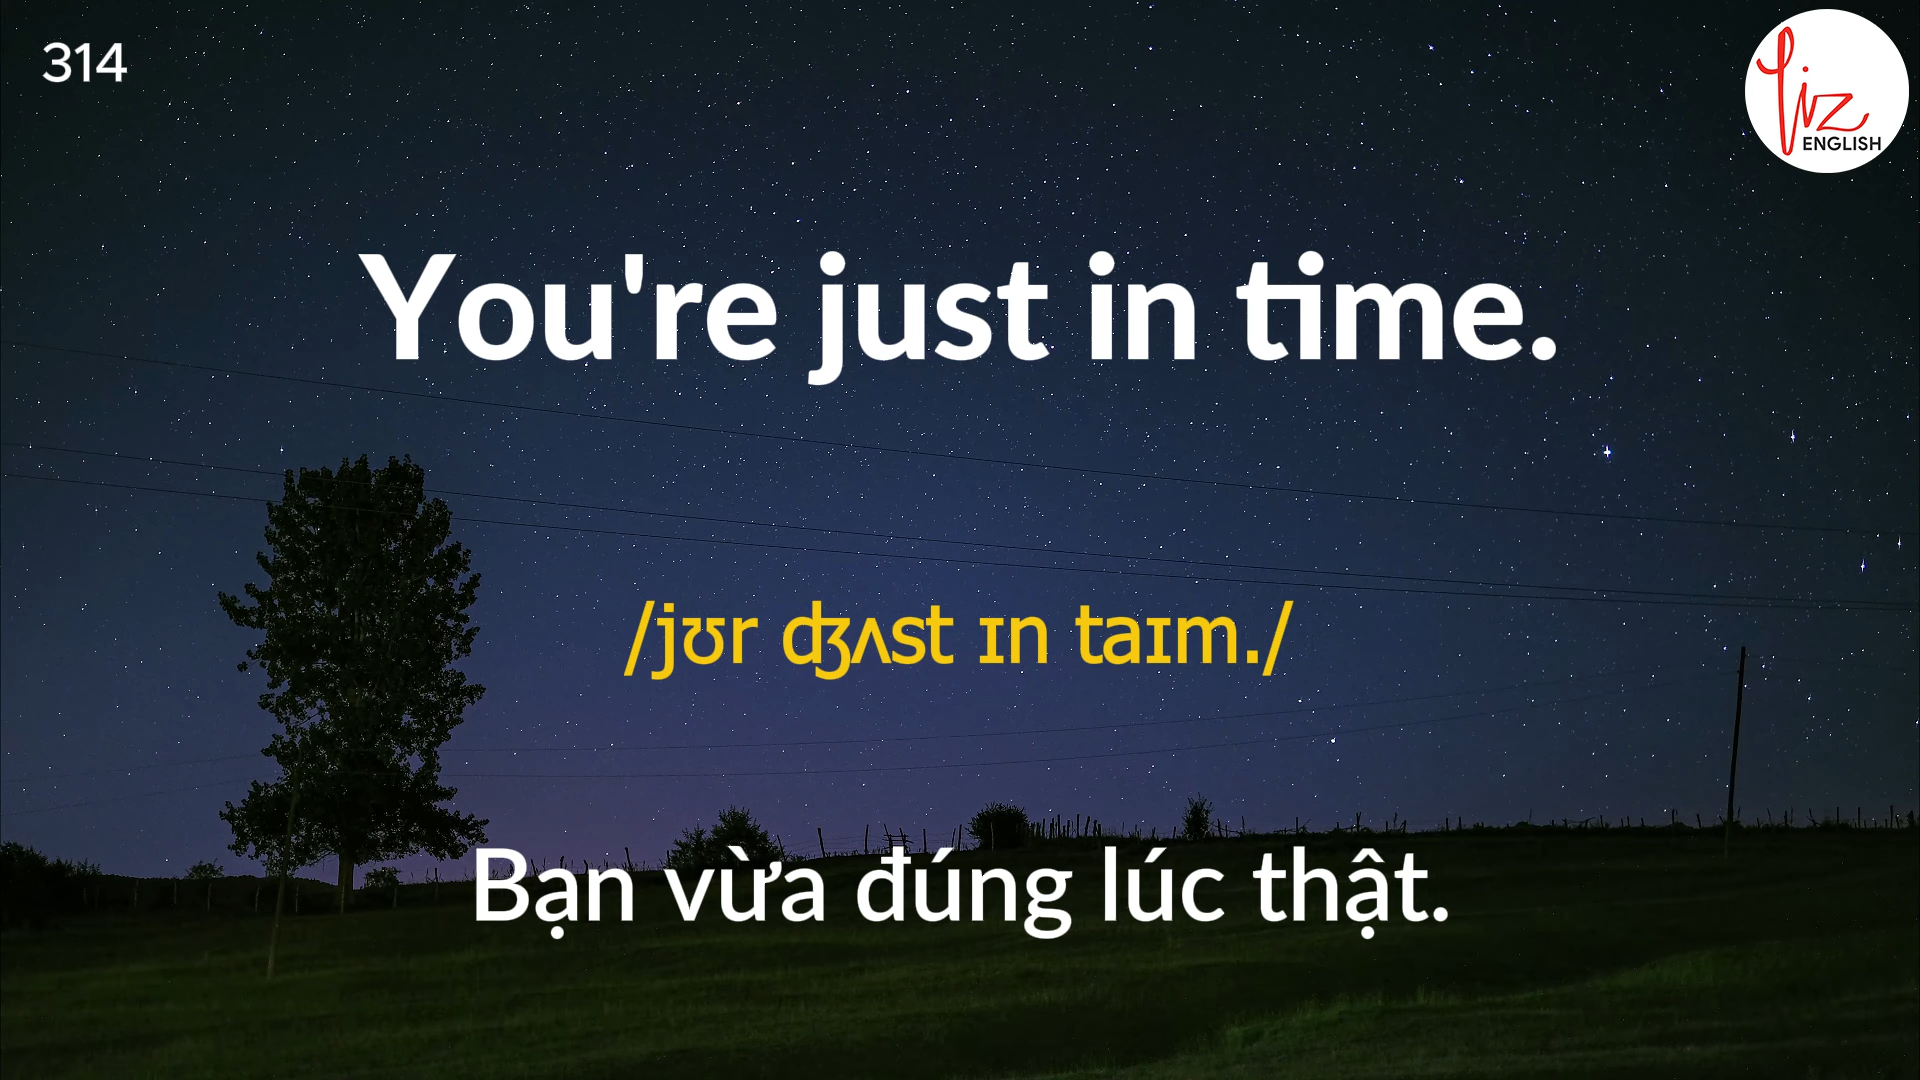 314
Liz
ENGLISH
You're just in time.
/jʊr ʤʌst ɪn taɪm./
Bạn vừa đúng lúc thật.